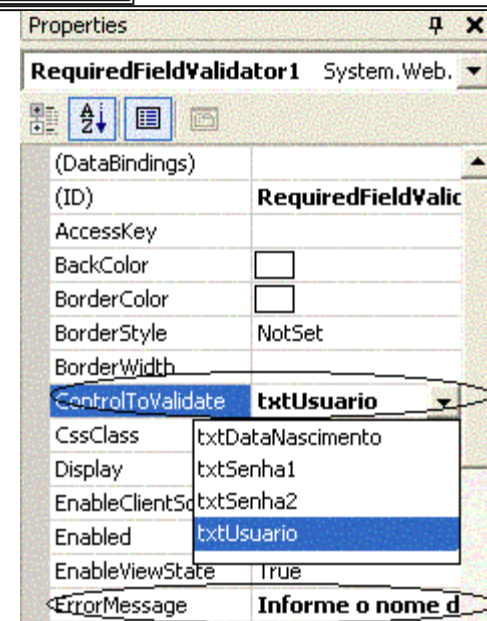 Properties
RequiredFieldValidator1 System.Web.
(DataBindings)
(ID) RequiredFieldValic
AccessKey
BackColor
BorderColor
BorderStyle NotSet
BorderWidth
ControlToValidate txtUsuario
CssClass txtDataNascimento
Display txtSenha1
EnableClientSc txtSenha2
Enabled txtUsuario
EnableViewState True
ErrorMessage Informe o nome d